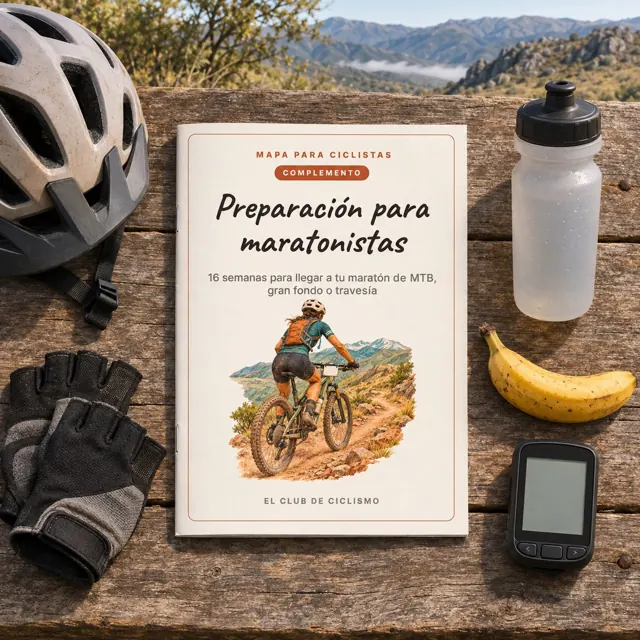 MAPA PARA CICLISTAS
COMPLEMENTO
Preparación para
maratonistas
16 semanas para llegar a tu maratón de MTB,
gran fondo o travesía
EL CLUB DE CICLISMO